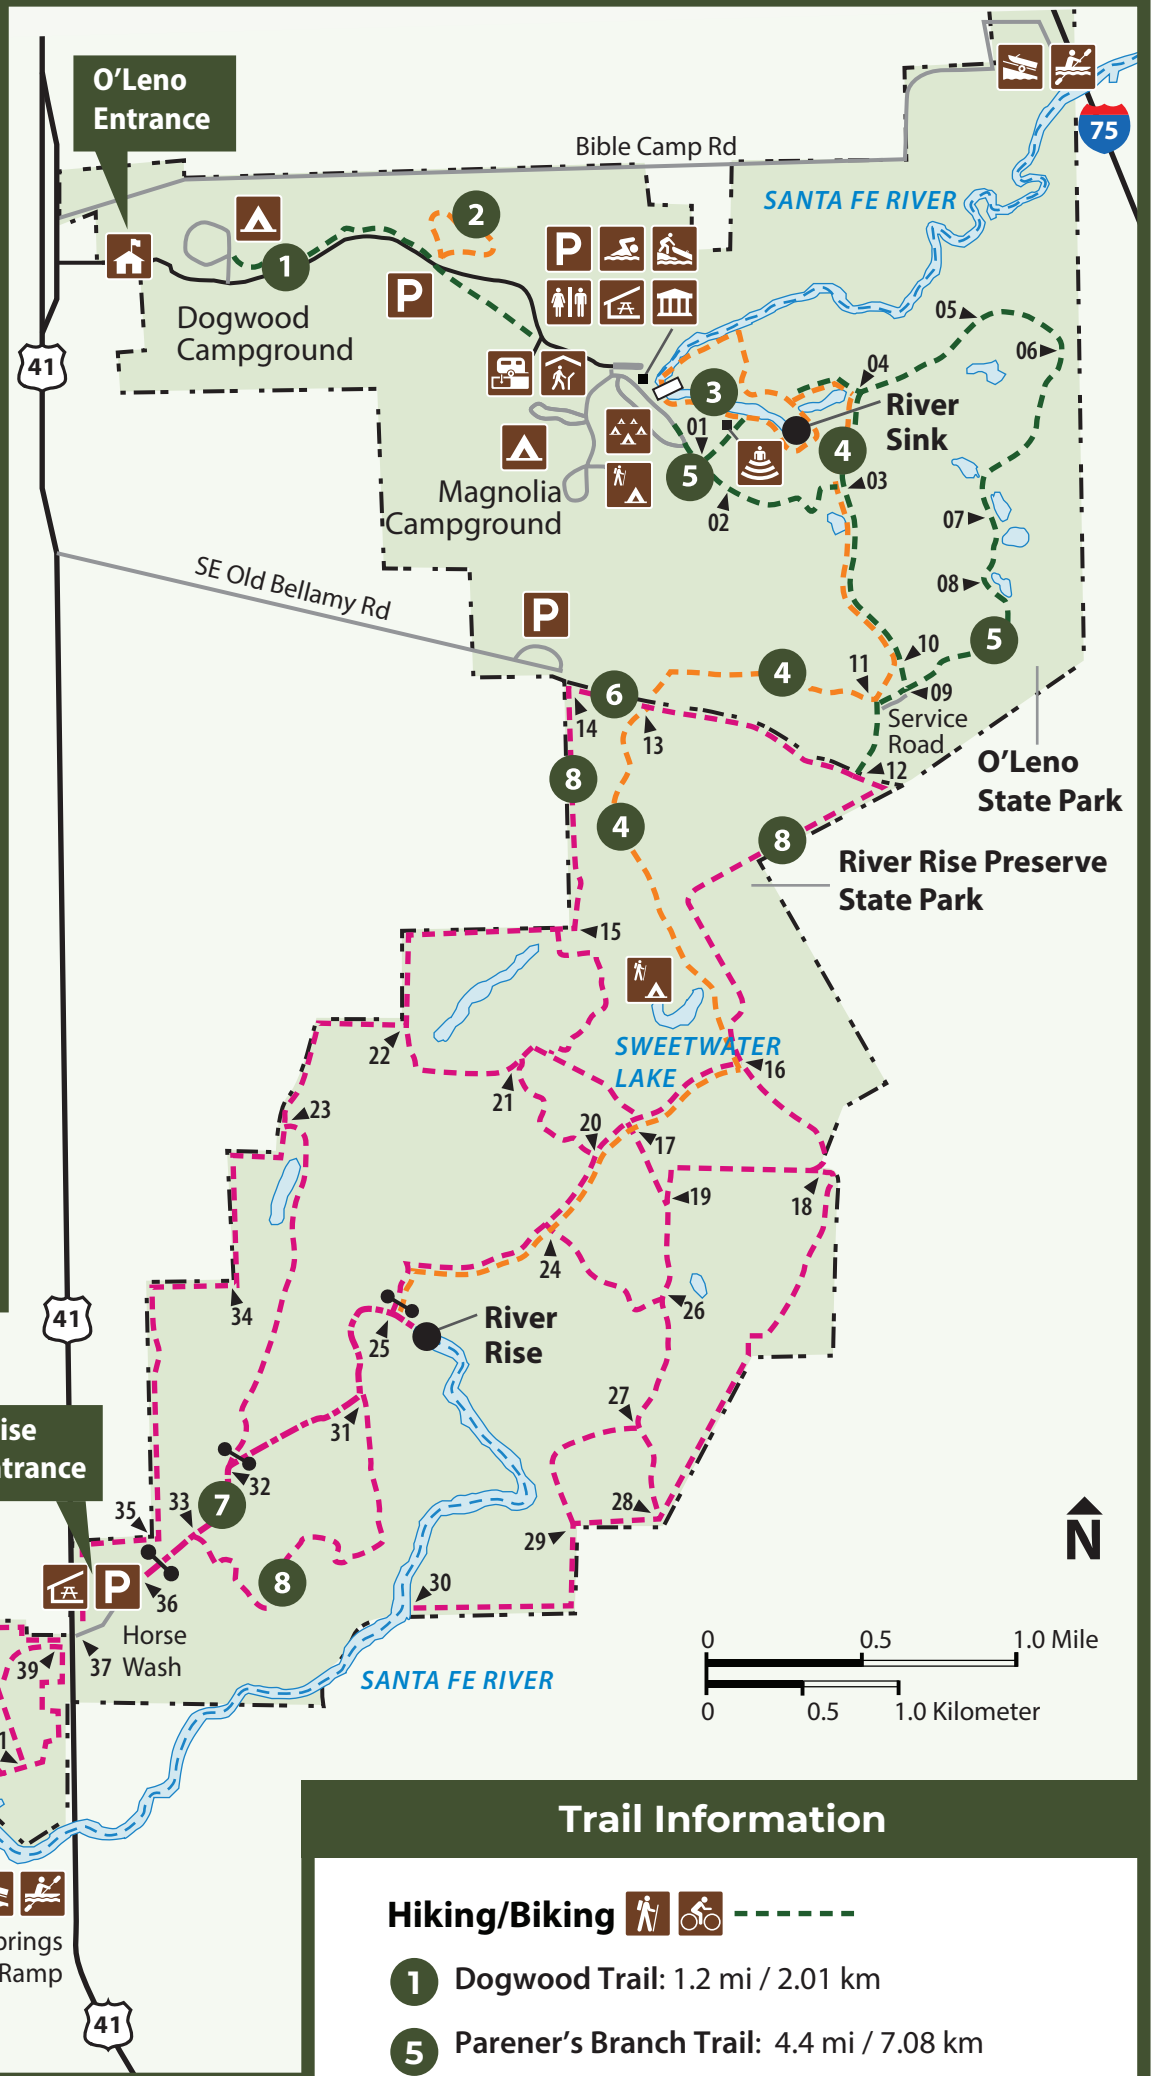 O'Leno
Entrance
75
Bible Camp Rd
SANTA FE RIVER
2
1
P
P
Dogwood
Campground
41
05
06
04
3
River
Sink
01
4
5
03
02
Magnolia
Campground
07
SE Old Bellamy Rd
08
P
5
10
11
4
09
6
Service
Road
14
13
12
O'Leno
State Park
8
4
8
River Rise Preserve
State Park
15
SWEETWATER
LAKE
22
16
21
23
20
17
19
18
24
34
26
41
River
Rise
25
27
31
ise
trance
32
7
28
35
33
29
P
8
30
36
Horse
Wash
37
39
1
SANTA FE RIVER
N
0 0.5 1.0 Mile
0 0.5 1.0 Kilometer
prings
Ramp
41
Trail Information
Hiking/Biking
1 Dogwood Trail: 1.2 mi / 2.01 km
5 Parener's Branch Trail: 4.4 mi / 7.08 km